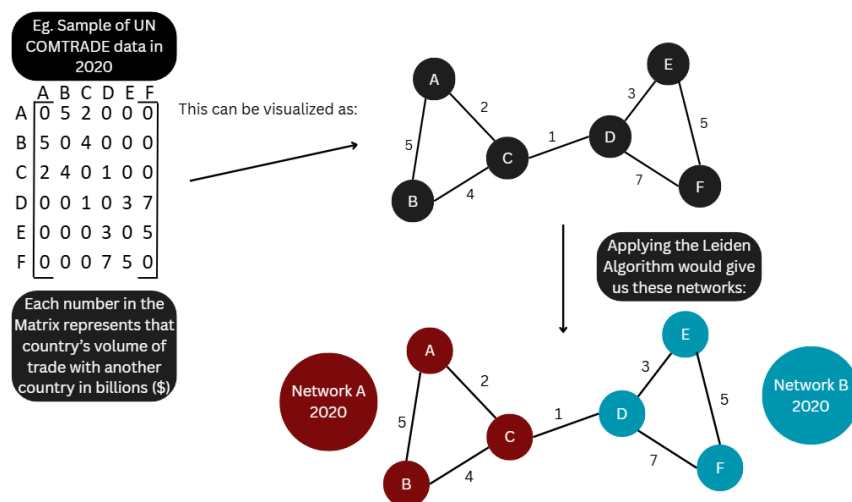 Eg. Sample of UN
COMTRADE data in
2020
A B C D E F
A 0 5 2 0 0 0
B 5 0 4 0 0 0
C 2 4 0 1 0 0
D 0 0 1 0 3 7
E 0 0 0 3 0 5
F 0 0 0 7 5 0
Each number in the
Matrix represents that
country's volume of
trade with another
country in billions ($)
This can be visualized as:
E
A
3
2
5
1
D
5
C
4
7
F
B
Applying the Leiden
Algorithm would give
us these networks:
E
A
Network A
2020
3
2
Network B
2020
5
1
D
5
C
4
7
F
B